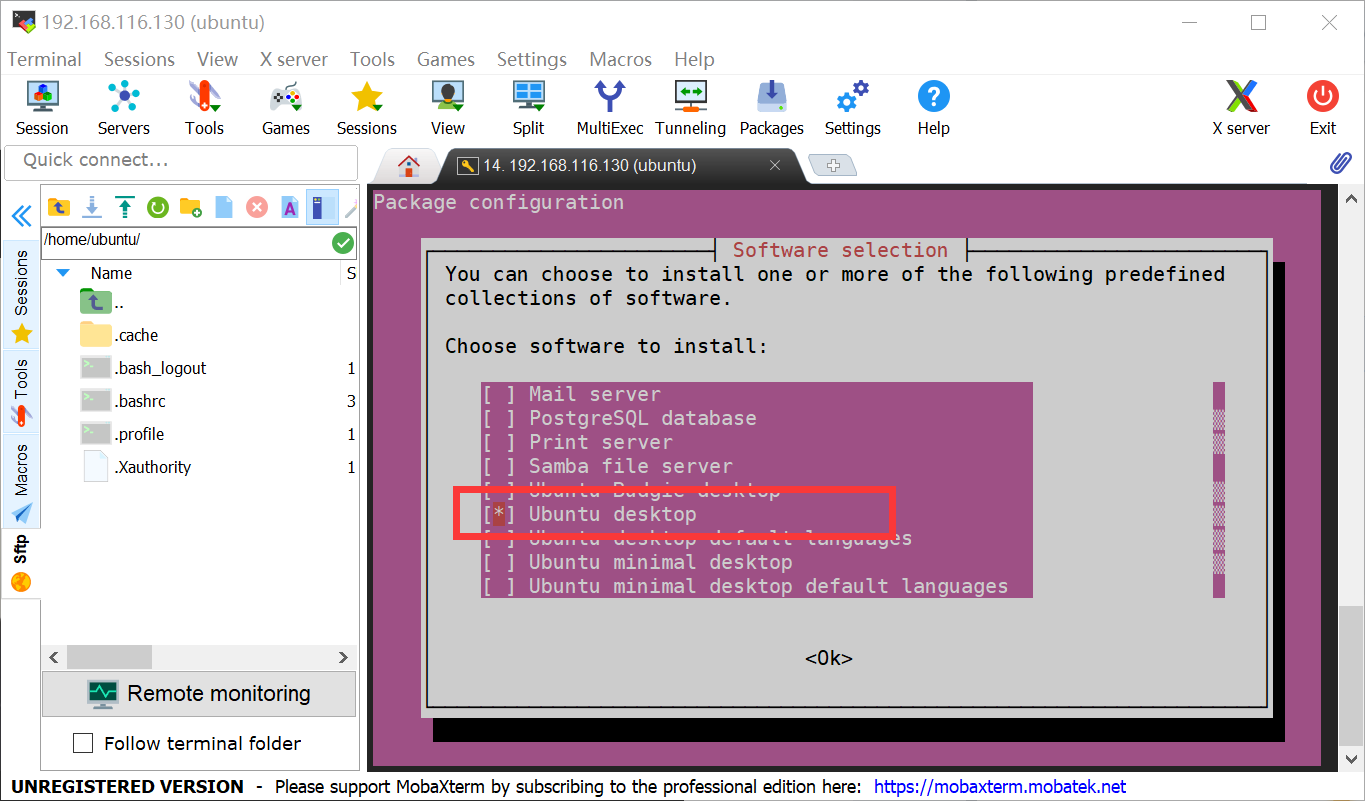 192.168.116.130 (ubuntu)
Terminal Sessions View X server Tools Games Settings Macros Help
Session Servers Tools Games Sessions View Split MultiExec Tunneling Packages Settings Help X server Exit
Quick connect...
14. 192.168.116.130 (ubuntu)
/home/ubuntu/
Name S
..
.cache
.bash_logout 1
.bashrc 3
.profile 1
.Xauthority 1
Sessions
Tools
Macros
Sftp
Remote monitoring
Follow terminal folder
Package configuration
Software selection
You can choose to install one or more of the following predefined
collections of software.
Choose software to install:
[ ] Mail server
[ ] PostgreSQL database
[ ] Print server
[ ] Samba file server
[ ] Ubuntu Budgie desktop
[*] Ubuntu desktop
[ ] Ubuntu desktop default languages
[ ] Ubuntu minimal desktop
[ ] Ubuntu minimal desktop default languages
<Ok>
UNREGISTERED VERSION - Please support MobaXterm by subscribing to the professional edition here: https://mobaxterm.mobatek.net